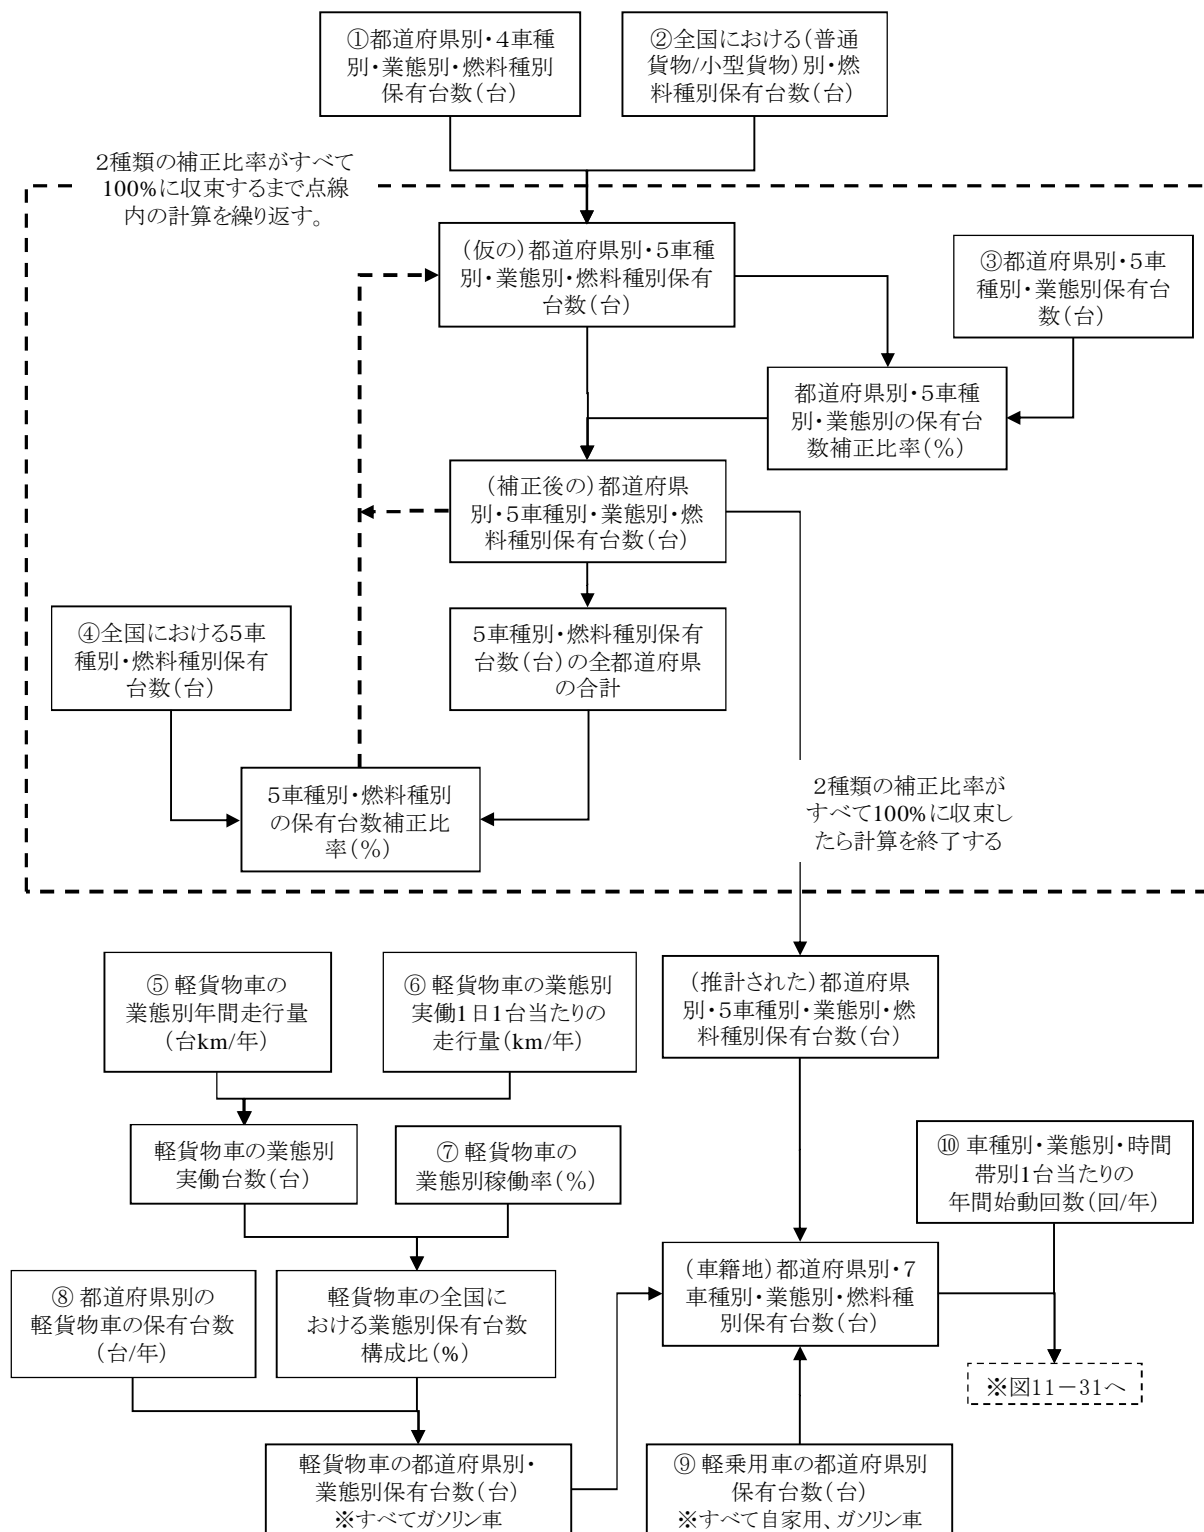 ①都道府県別・4車種
別・業態別・燃料種別
保有台数(台)
②全国における(普通
貨物/小型貨物)別・燃
料種別保有台数(台)
2種類の補正比率がすべて
100%に収束するまで点線
内の計算を繰り返す。
(仮の)都道府県別・5車種
別・業態別・燃料種別保有
台数(台)
③都道府県別・5車
種別・業態別保有台
数(台)
都道府県別・5車種
別・業態別の保有台
数補正比率(%)
(補正後の)都道府県
別・5車種別・業態別・燃
料種別保有台数(台)
④全国における5車
種別・燃料種別保有
台数(台)
5車種別・燃料種別保有
台数(台)の全都道府県
の合計
5車種別・燃料種別
の保有台数補正比
率(%)
2種類の補正比率が
すべて100%に収束し
たら計算を終了する
⑤ 軽貨物車の
業態別年間走行量
(台km/年)
⑥ 軽貨物車の業態別
実働1日1台当たりの
走行量(km/年)
(推計された)都道府県
別・5車種別・業態別・燃
料種別保有台数(台)
軽貨物車の業態別
実働台数(台)
⑦ 軽貨物車の
業態別稼働率(%)
⑩ 車種別・業態別・時間
帯別1台当たりの
年間始動回数(回/年)
⑧ 都道府県別の
軽貨物車の保有台数
(台/年)
軽貨物車の全国に
おける業態別保有台数
構成比(%)
(車籍地)都道府県別・7
車種別・業態別・燃料種
別保有台数(台)
※図11-31へ
軽貨物車の都道府県別・
業態別保有台数(台)
※すべてガソリン車
⑨ 軽乗用車の都道府県別
保有台数(台)
※すべて自家用、ガソリン車